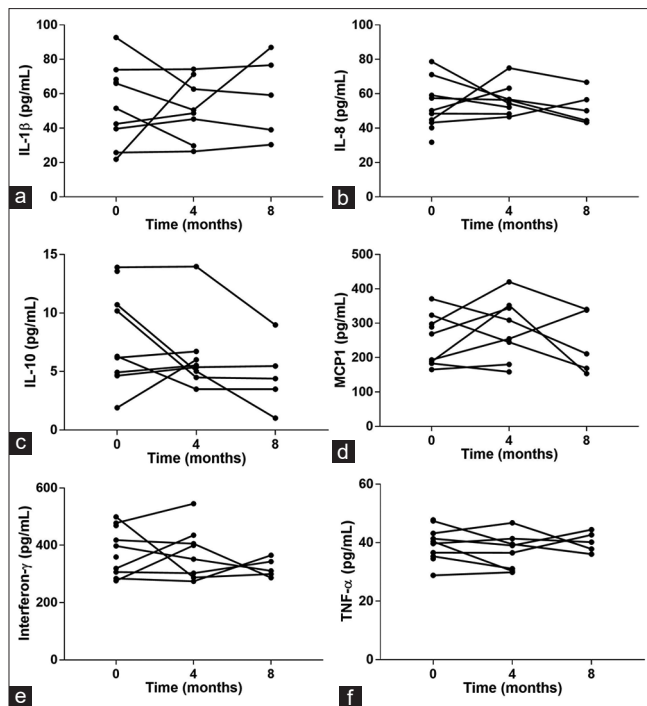 100
80
60
40
20
0
IL-1β (pg/mL)
0 4 8
Time (months)
a
100
80
60
40
20
0
IL-8 (pg/mL)
0 4 8
Time (months)
b
15
10
5
0
IL-10 (pg/mL)
0 4 8
Time (months)
c
500
400
300
200
100
0
MCP1 (pg/mL)
0 4 8
Time (months)
d
600
400
200
0
Interferon-γ (pg/mL)
0 4 8
Time (months)
e
60
40
20
0
TNF-α (pg/mL)
0 4 8
Time (months)
f